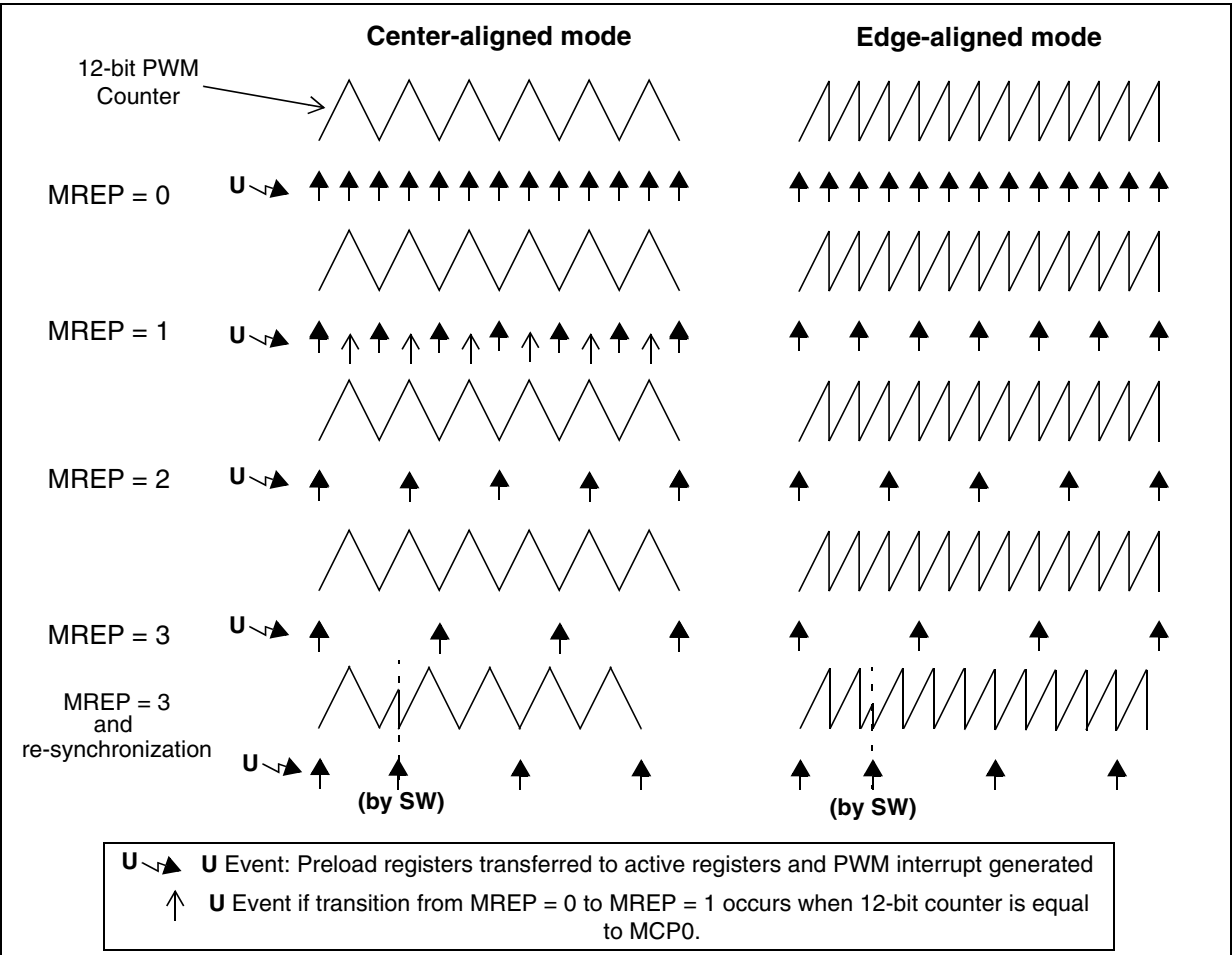 Center-aligned mode
Edge-aligned mode
12-bit PWM
Counter
MREP = 0
U
MREP = 1
U
MREP = 2
U
MREP = 3
U
MREP = 3
and
re-synchronization
U
(by SW)
(by SW)
U U Event: Preload registers transferred to active registers and PWM interrupt generated
U Event if transition from MREP = 0 to MREP = 1 occurs when 12-bit counter is equal
to MCP0.